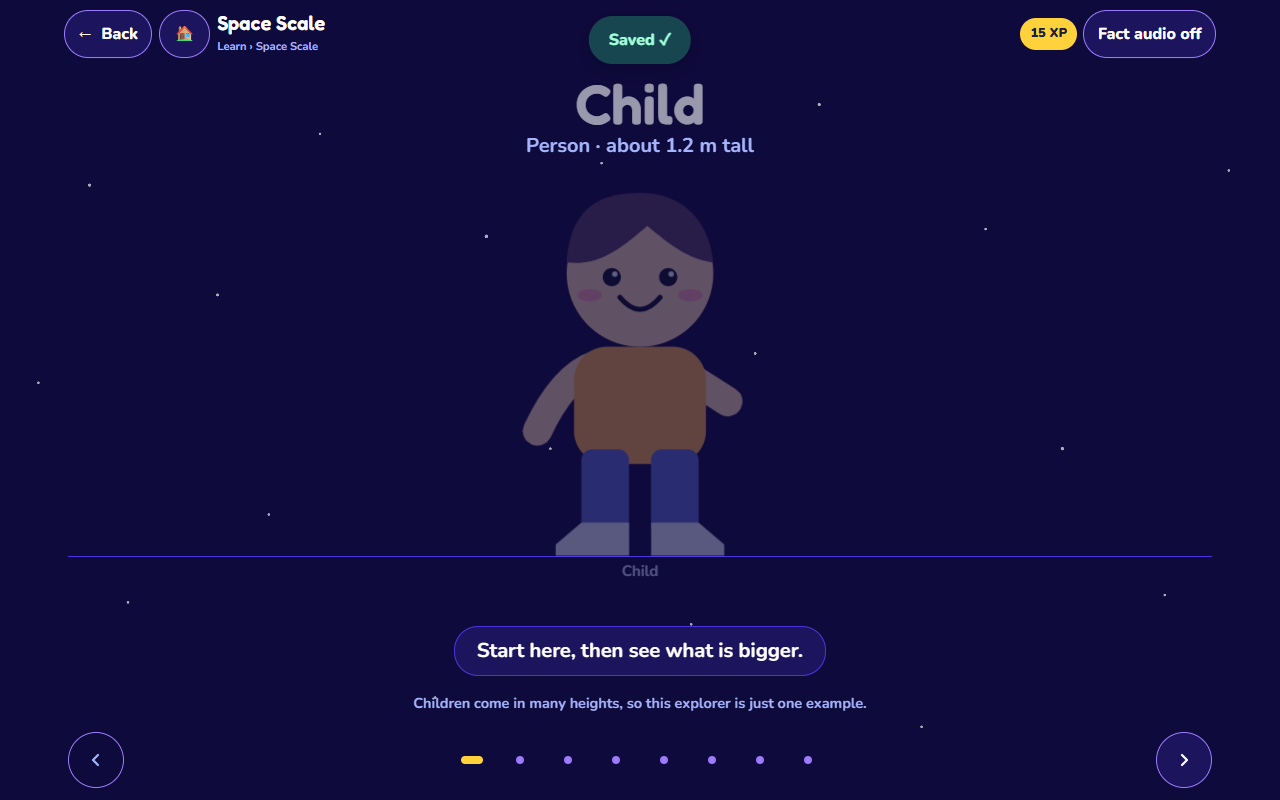 ← Back
Space Scale
Learn › Space Scale
Saved ✓
15 XP
Fact audio off
Child
Person · about 1.2 m tall
Child
Start here, then see what is bigger.
Children come in many heights, so this explorer is just one example.